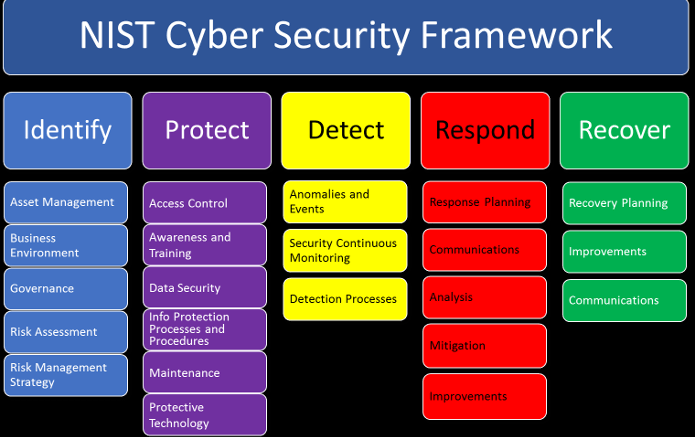 NIST Cyber Security Framework
Identify
Protect
Detect
Respond
Recover
Asset Management
Business
Environment
Governance
Risk Assessment
Risk Management
Strategy
Access Control
Awareness and
Training
Data Security
Info Protection
Processes and
Procedures
Maintenance
Protective
Technology
Anomalies and
Events
Security Continuous
Monitoring
Detection Processes
Response Planning
Communications
Analysis
Mitigation
Improvements
Recovery Planning
Improvements
Communications